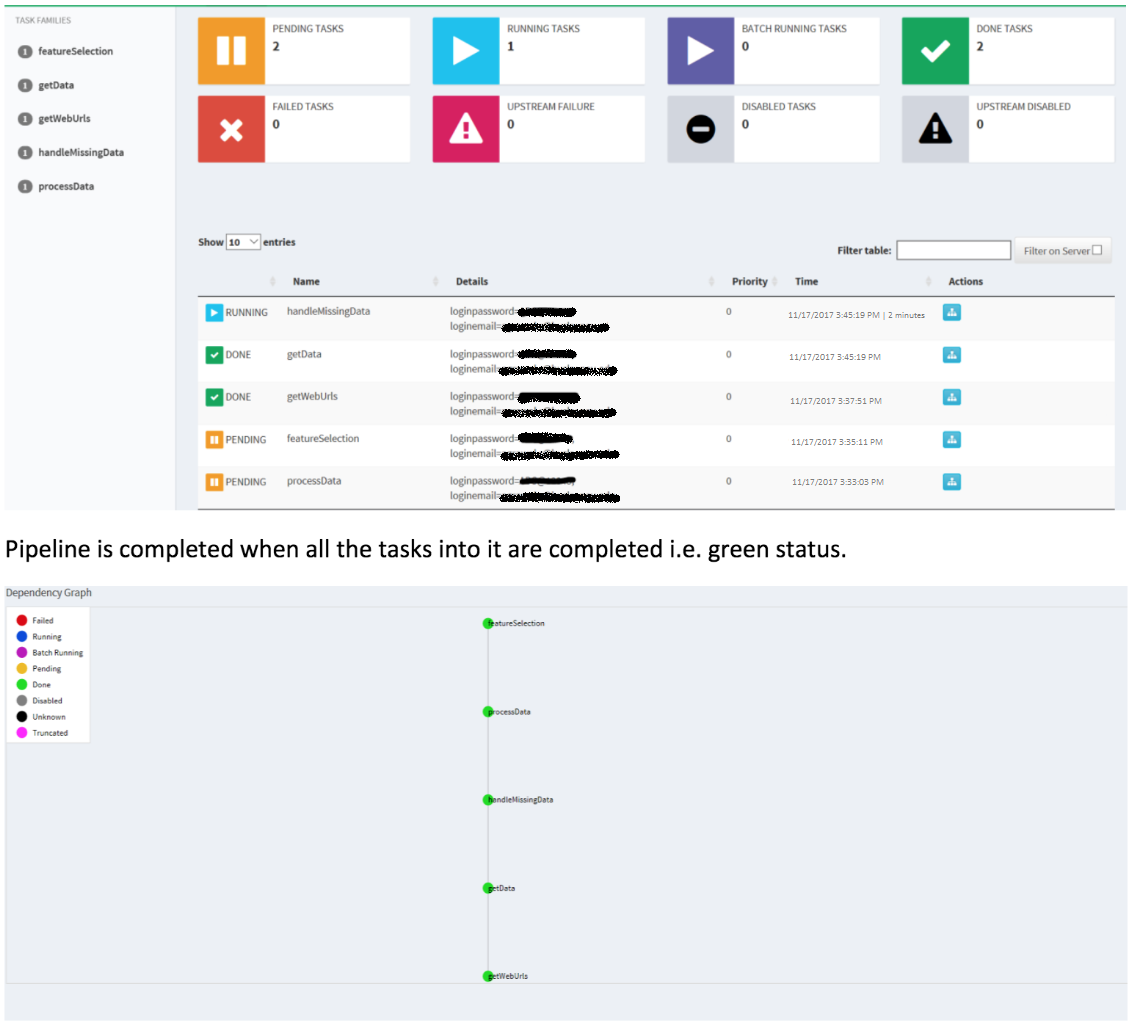 TASK FAMILIES
1 featureSelection
1 getData
1 getWebUrls
1 handleMissingData
1 processData
PENDING TASKS
2
RUNNING TASKS
1
BATCH RUNNING TASKS
0
DONE TASKS
2
FAILED TASKS
0
UPSTREAM FAILURE
0
DISABLED TASKS
0
UPSTREAM DISABLED
0
Show 10 entries
Filter table: Filter on Server
Name Details Priority Time Actions
RUNNING handleMissingData loginpassword= 0 11/17/2017 3:45:19 PM | 2 minutes
loginemail=
DONE getData loginpassword= 0 11/17/2017 3:45:19 PM
loginemail=
DONE getWebUrls loginpassword= 0 11/17/2017 3:37:51 PM
loginemail=
PENDING featureSelection loginpassword= 0 11/17/2017 3:35:11 PM
loginemail=
PENDING processData loginpassword= 0 11/17/2017 3:33:03 PM
loginemail=
Pipeline is completed when all the tasks into it are completed i.e. green status.
Dependency Graph
Failed
Running
Batch Running
Pending
Done
Disabled
Unknown
Truncated
featureSelection
processData
handleMissingData
getData
getWebUrls